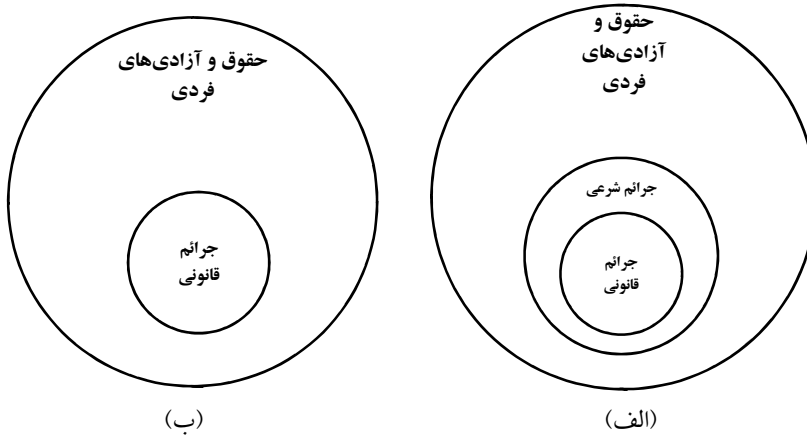 حقوق و
آزادی‌های
فردی
جرائم شرعی
جرائم
قانونی
(الف)
حقوق و آزادی‌های
فردی
جرائم
قانونی
(ب)